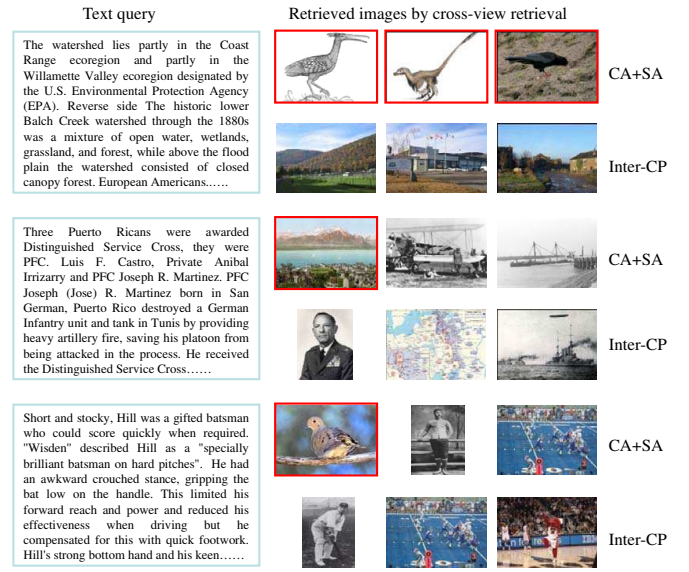 Text query
Retrieved images by cross-view retrieval
The watershed lies partly in the Coast
Range ecoregion and partly in the
Willamette Valley ecoregion designated by
the U.S. Environmental Protection Agency
(EPA). Reverse side The historic lower
Balch Creek watershed through the 1880s
was a mixture of open water, wetlands,
grassland, and forest, while above the flood
plain the watershed consisted of closed
canopy forest. European Americans..….
CA+SA
Inter-CP
Three Puerto Ricans were awarded
Distinguished Service Cross, they were
PFC. Luis F. Castro, Private Anibal
Irrizarry and PFC Joseph R. Martinez. PFC
Joseph (Jose) R. Martinez born in San
German, Puerto Rico destroyed a German
Infantry unit and tank in Tunis by providing
heavy artillery fire, saving his platoon from
being attacked in the process. He received
the Distinguished Service Cross……
CA+SA
Inter-CP
Short and stocky, Hill was a gifted batsman
who could score quickly when required.
"Wisden" described Hill as a "specially
brilliant batsman on hard pitches". He had
an awkward crouched stance, gripping the
bat low on the handle. This limited his
forward reach and power and reduced his
effectiveness when driving but he
compensated for this with quick footwork.
Hill's strong bottom hand and his keen……
CA+SA
Inter-CP